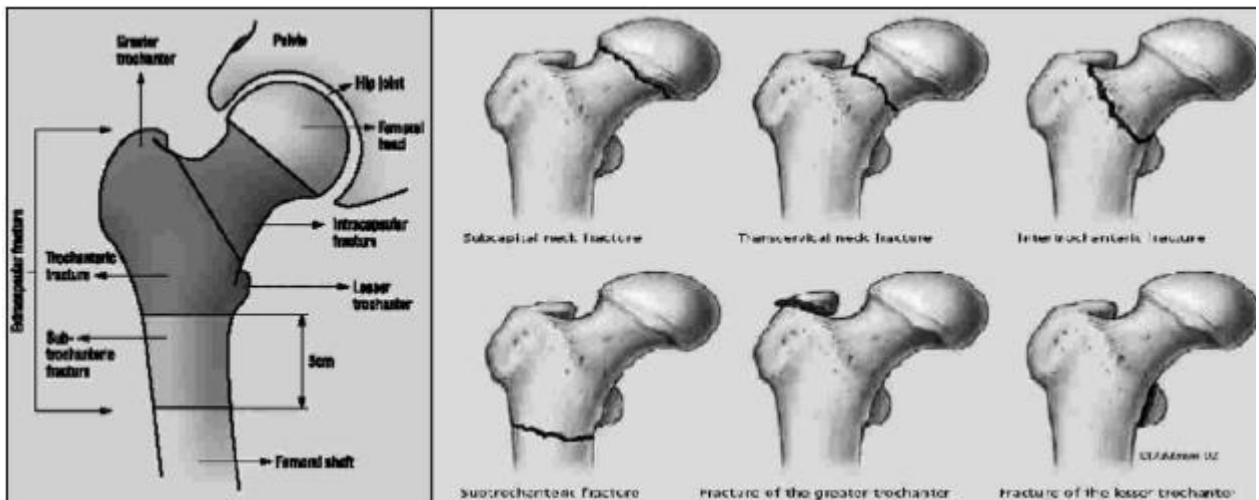 Greater
trochanter
Pelvis
Hip joint
Femoral
head
Intracapsular
fracture
Extracapsular fracture
Trochanteric
fracture
Lesser
trochanter
Sub-
trochanteric
fracture
5cm
Femoral shaft
Subcapital neck fracture
Transcervical neck fracture
Intertrochanteric fracture
Subtrochanteric fracture
Fracture of the greater trochanter
Fracture of the lesser trochanter